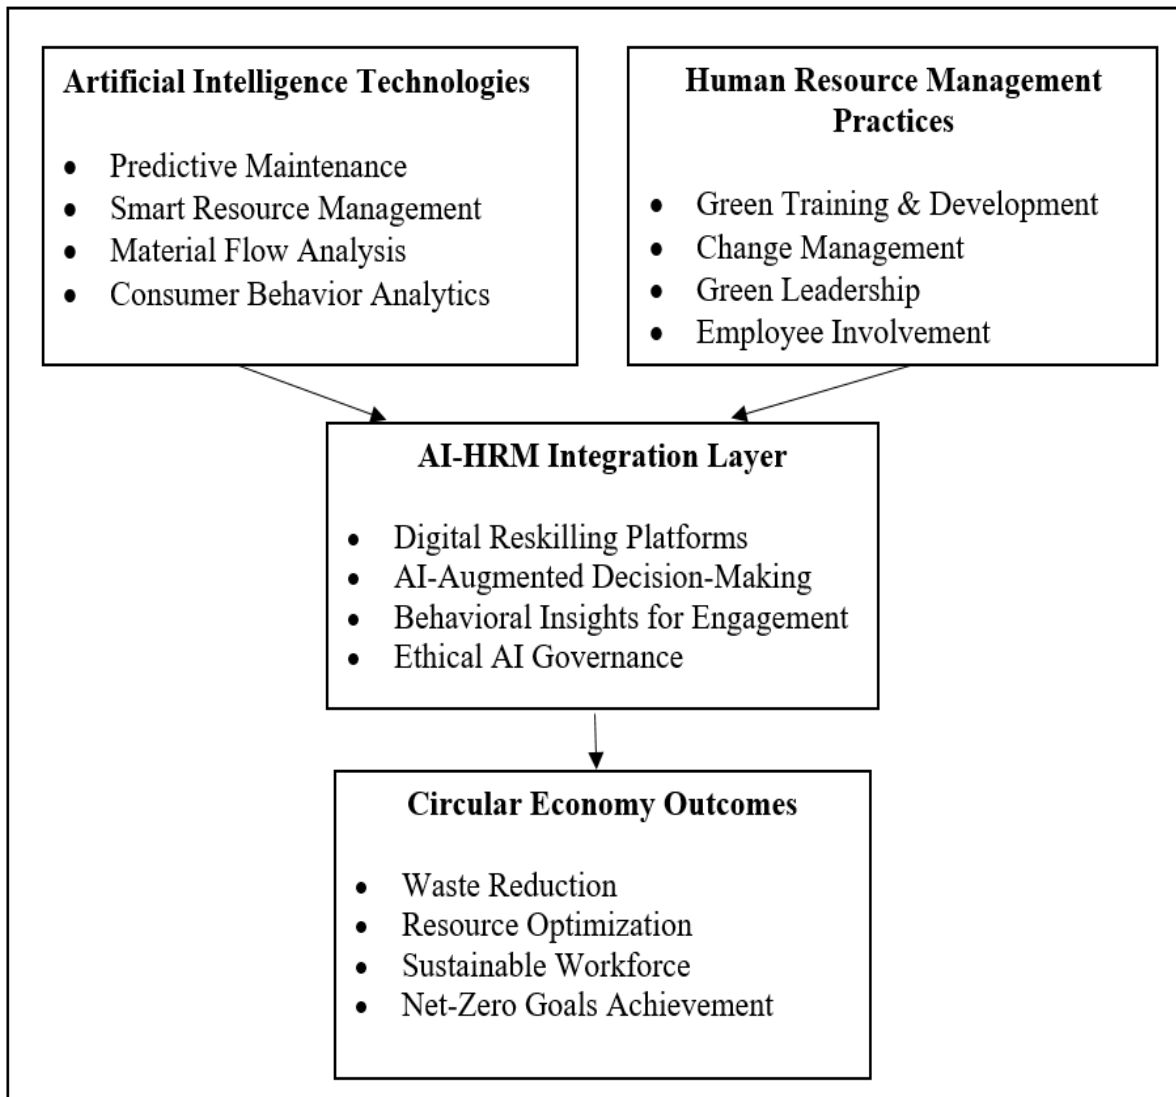 Artificial Intelligence Technologies
• Predictive Maintenance
• Smart Resource Management
• Material Flow Analysis
• Consumer Behavior Analytics
Human Resource Management
Practices
• Green Training & Development
• Change Management
• Green Leadership
• Employee Involvement
AI-HRM Integration Layer
• Digital Reskilling Platforms
• AI-Augmented Decision-Making
• Behavioral Insights for Engagement
• Ethical AI Governance
Circular Economy Outcomes
• Waste Reduction
• Resource Optimization
• Sustainable Workforce
• Net-Zero Goals Achievement